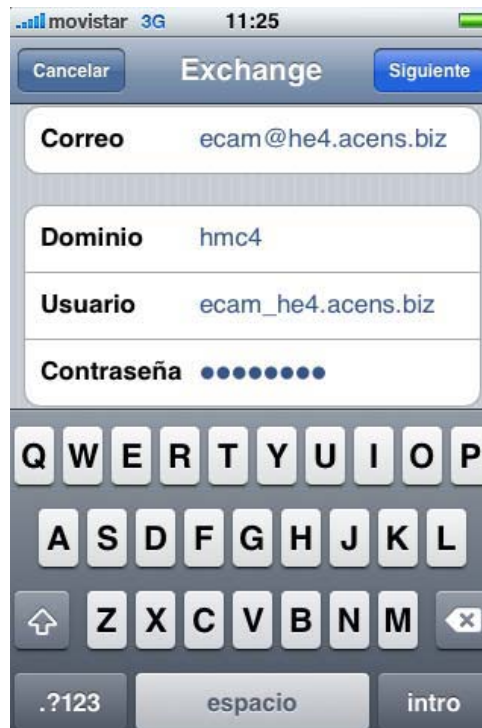 movistar 3G 11:25
Cancelar Exchange Siguiente
Correo ecam@he4.acens.biz
Dominio hmc4
Usuario ecam_he4.acens.biz
Contraseña ●●●●●●●●
Q W E R T Y U I O P
A S D F G H J K L
Z X C V B N M
.?123 espacio intro